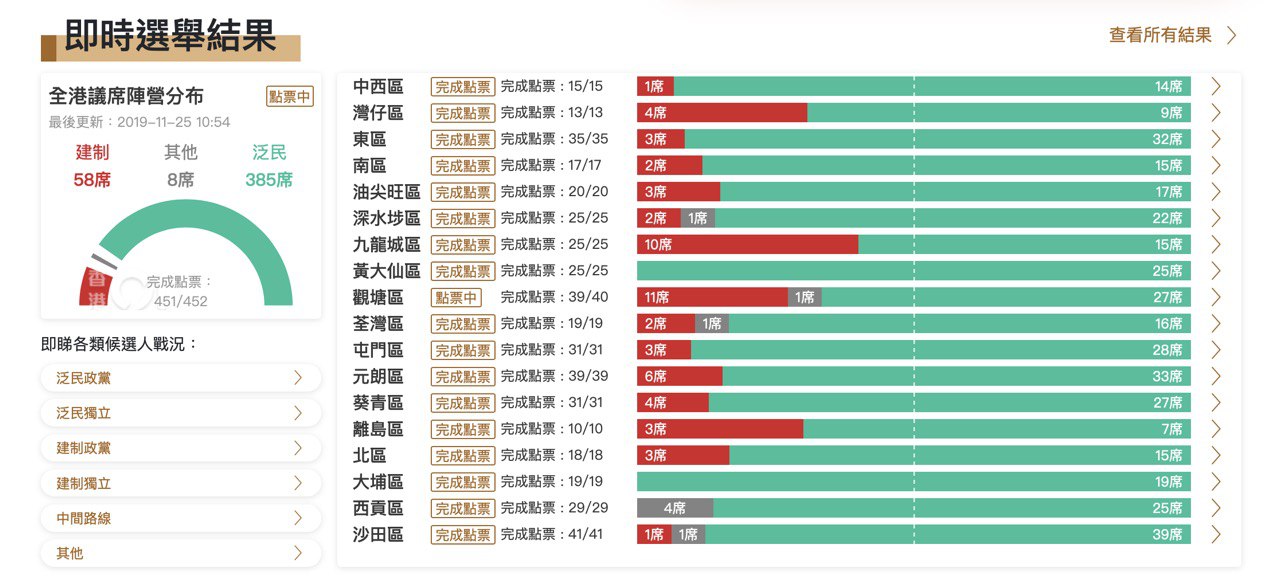 即時選舉結果
查看所有結果
全港議席陣營分布 點票中
最後更新：2019-11-25 10:54
建制 其他 泛民
58席 8席 385席
香港
完成點票：
451/452
即睇各類候選人戰況：
泛民政黨
泛民獨立
建制政黨
建制獨立
中間路線
其他
中西區 完成點票 完成點票：15/15 1席 14席
灣仔區 完成點票 完成點票：13/13 4席 9席
東區 完成點票 完成點票：35/35 3席 32席
南區 完成點票 完成點票：17/17 2席 15席
油尖旺區 完成點票 完成點票：20/20 3席 17席
深水埗區 完成點票 完成點票：25/25 2席 1席 22席
九龍城區 完成點票 完成點票：25/25 10席 15席
黃大仙區 完成點票 完成點票：25/25 25席
觀塘區 點票中 完成點票：39/40 11席 1席 27席
荃灣區 完成點票 完成點票：19/19 2席 1席 16席
屯門區 完成點票 完成點票：31/31 3席 28席
元朗區 完成點票 完成點票：39/39 6席 33席
葵青區 完成點票 完成點票：31/31 4席 27席
離島區 完成點票 完成點票：10/10 3席 7席
北區 完成點票 完成點票：18/18 3席 15席
大埔區 完成點票 完成點票：19/19 19席
西貢區 完成點票 完成點票：29/29 4席 25席
沙田區 完成點票 完成點票：41/41 1席 1席 39席